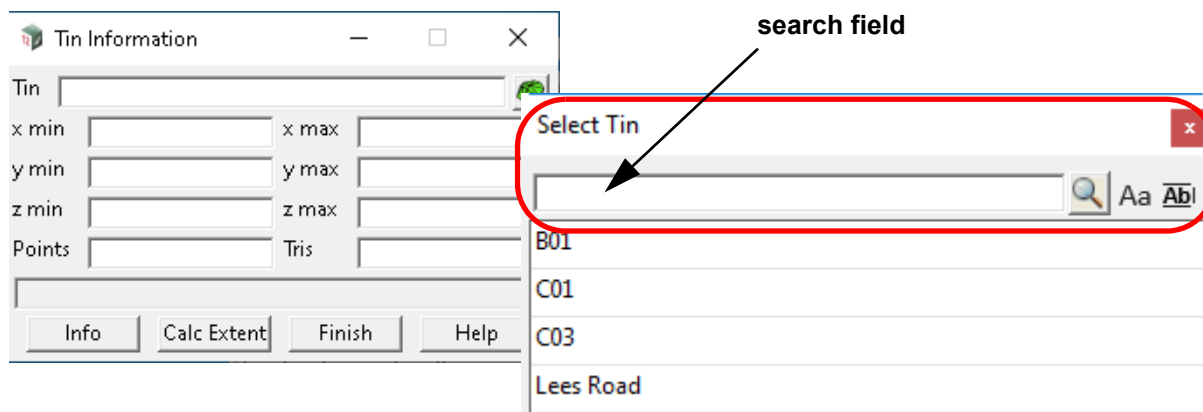 search field
Tin Information
Tin
x min
x max
y min
y max
z min
z max
Points
Tris
Info
Calc Extent
Finish
Help
Select Tin
x
Aa Ab
B01
C01
C03
Lees Road